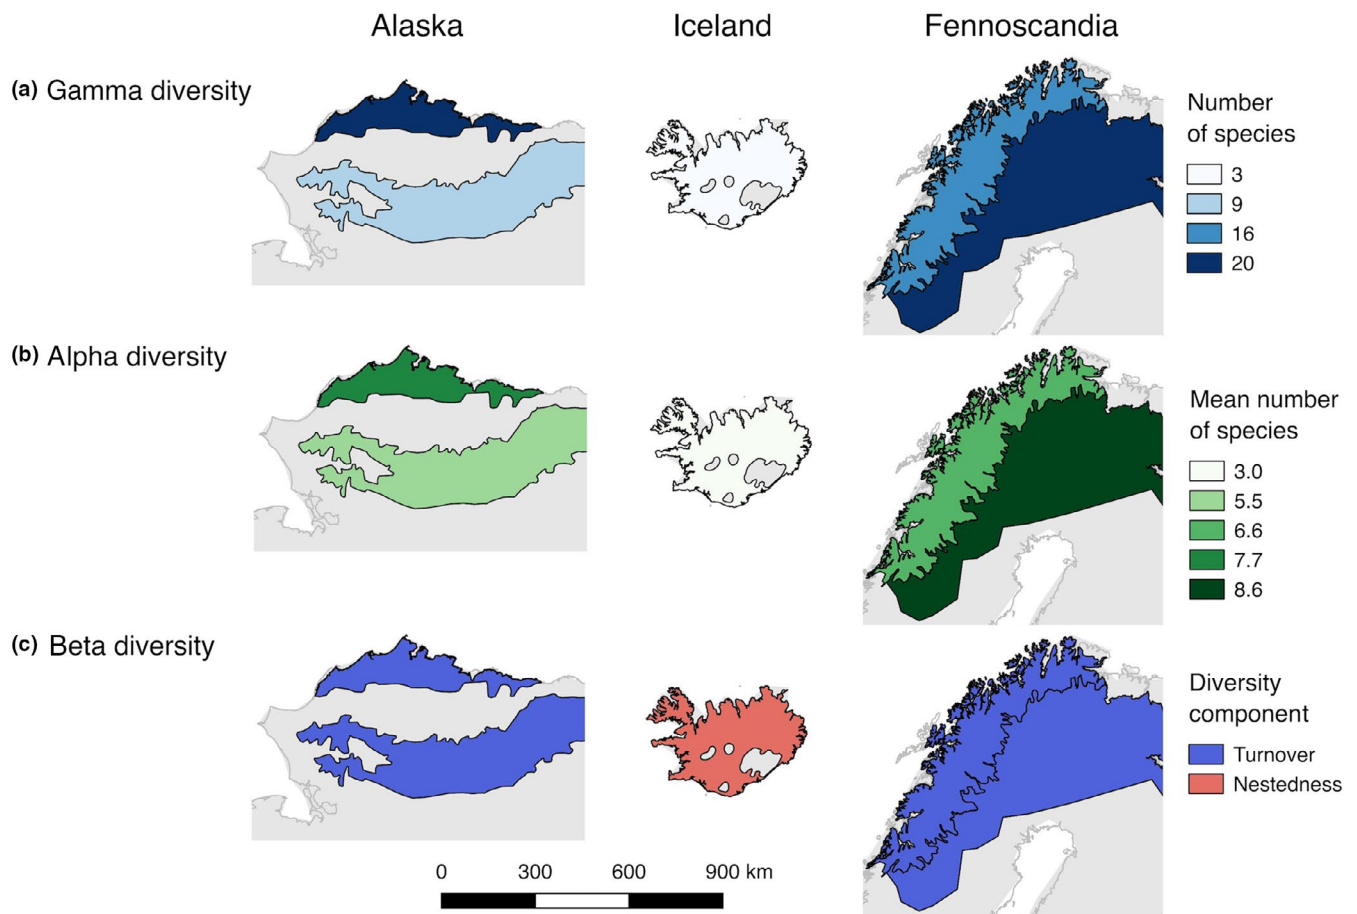 Alaska
Iceland
Fennoscandia
(a) Gamma diversity
Number
of species
3
9
16
20
(b) Alpha diversity
Mean number
of species
3.0
5.5
6.6
7.7
8.6
(c) Beta diversity
Diversity
component
Turnover
Nestedness
0 300 600 900 km